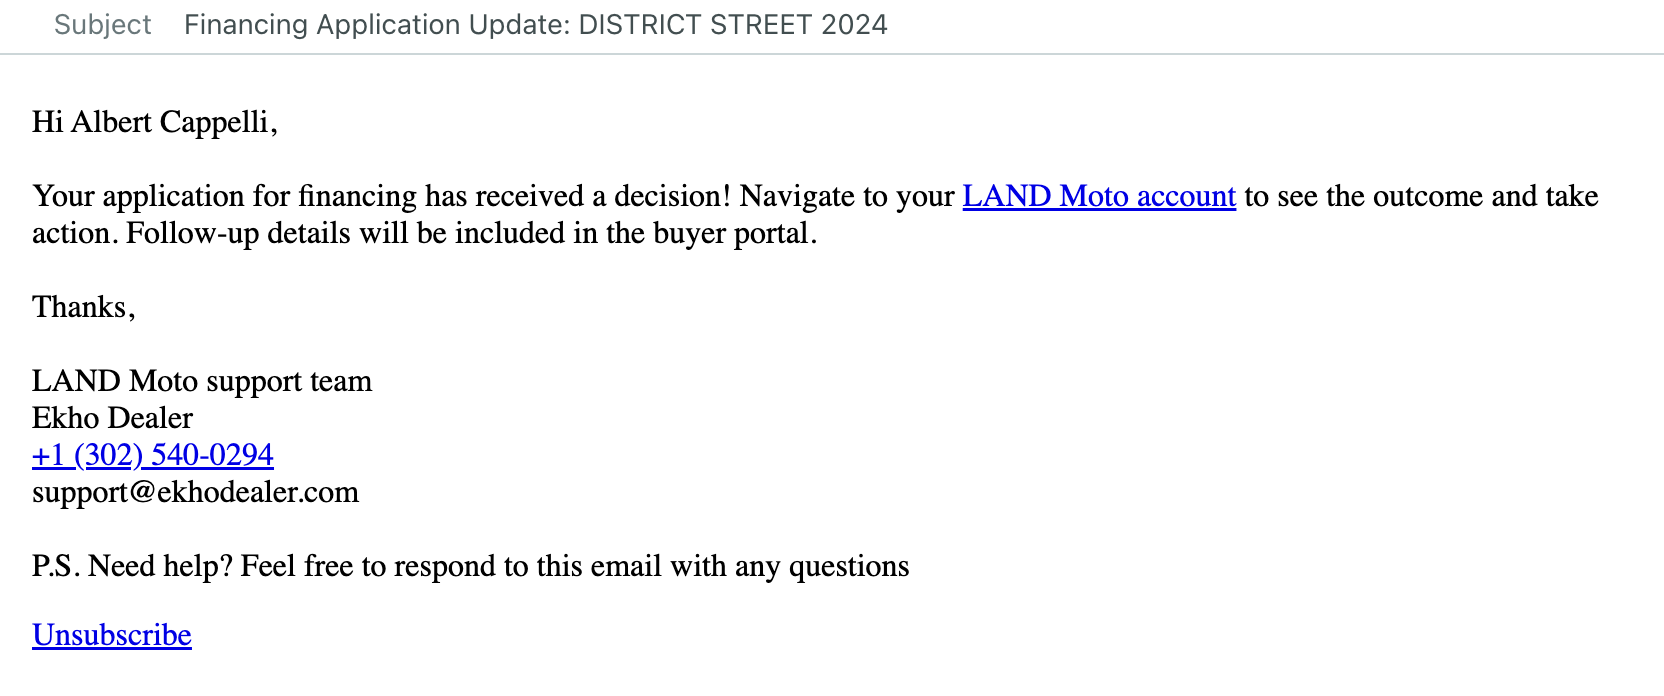 Subject Financing Application Update: DISTRICT STREET 2024
Hi Albert Cappelli,
Your application for financing has received a decision! Navigate to your LAND Moto account to see the outcome and take
action. Follow-up details will be included in the buyer portal.
Thanks,
LAND Moto support team
Ekho Dealer
+1 (302) 540-0294
support@ekhodealer.com
P.S. Need help? Feel free to respond to this email with any questions
Unsubscribe